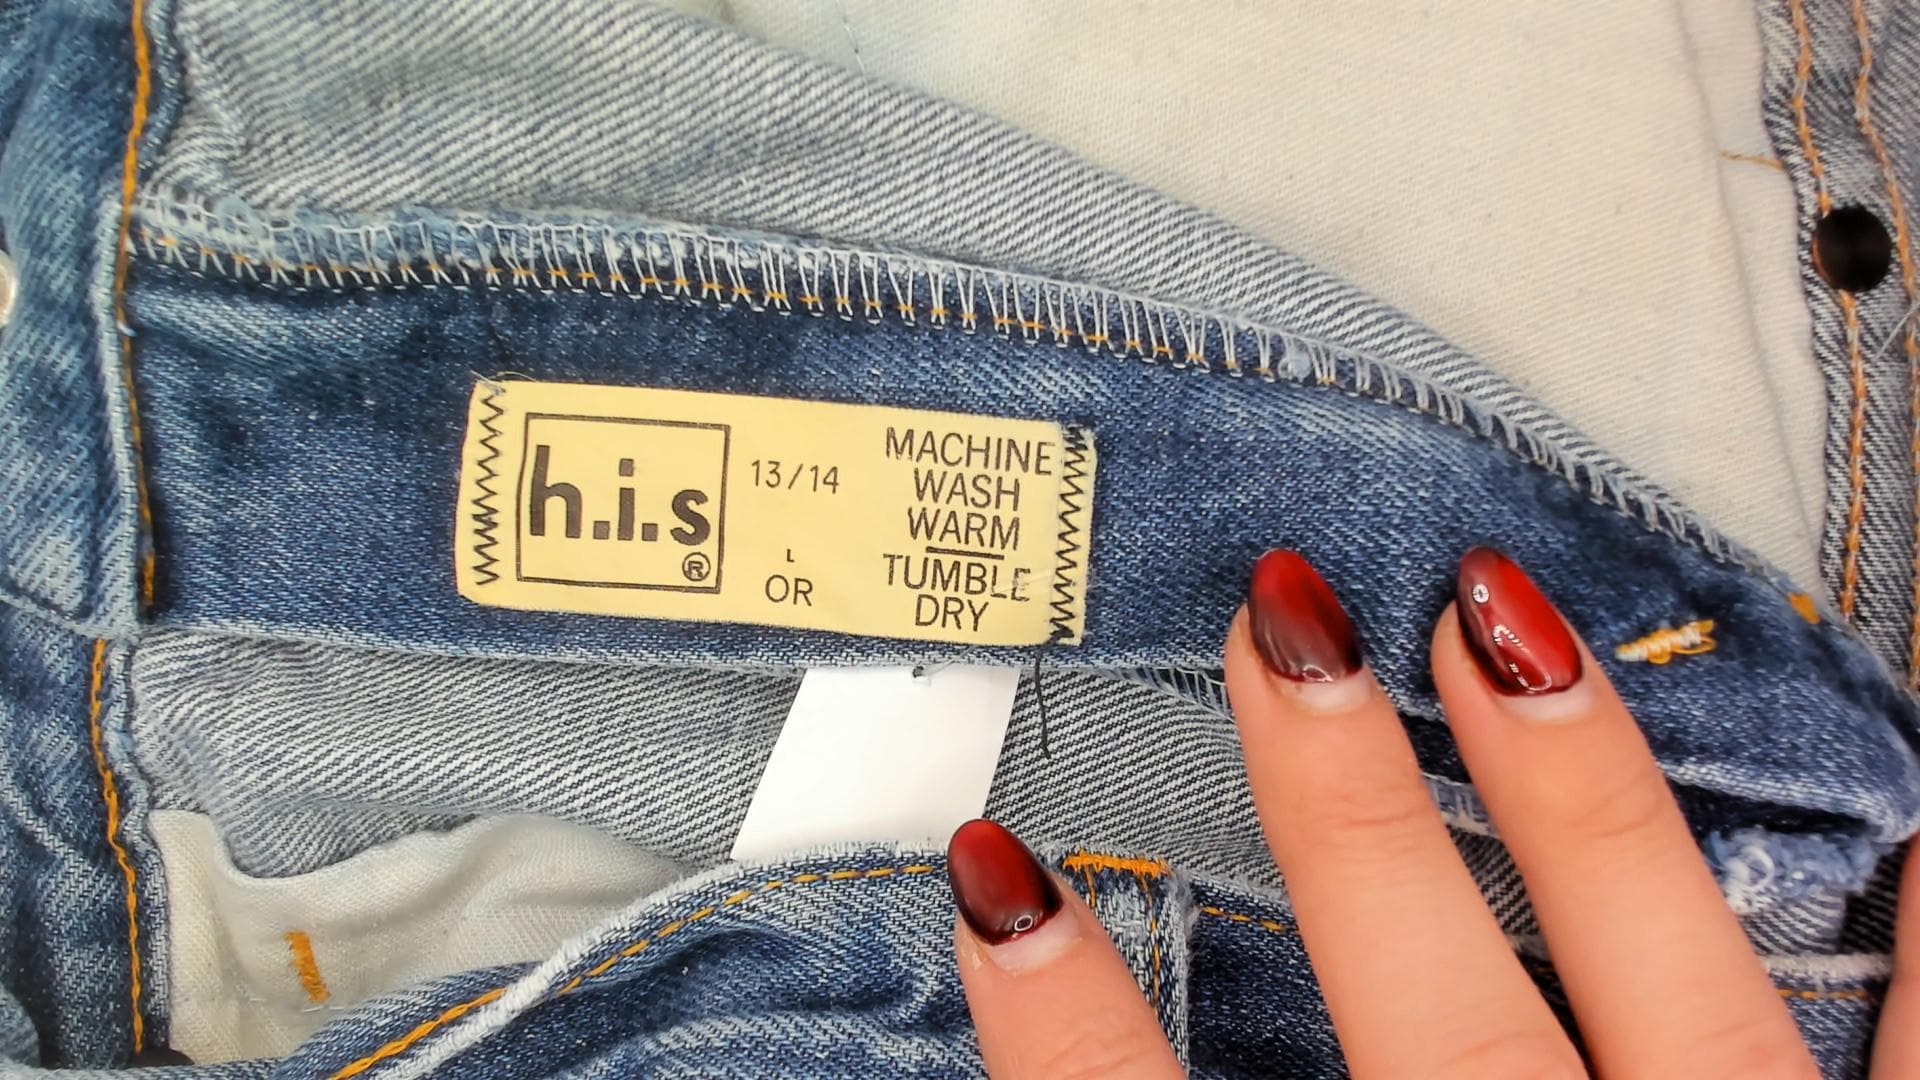 h.i.s
®
13/14
L
OR
MACHINE
WASH
WARM
TUMBLE
DRY